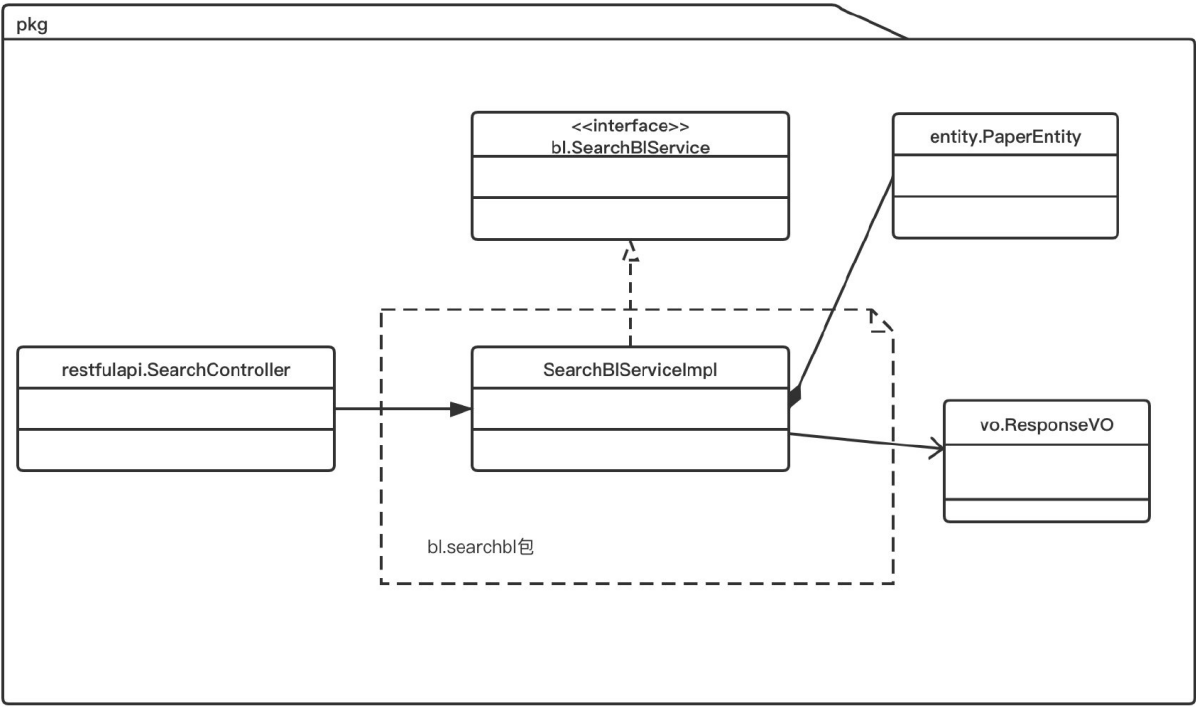 pkg
<<interface>>
bl.SearchBlService
entity.PaperEntity
restfulapi.SearchController
SearchBlServiceImpl
vo.ResponseVO
bl.searchbl包